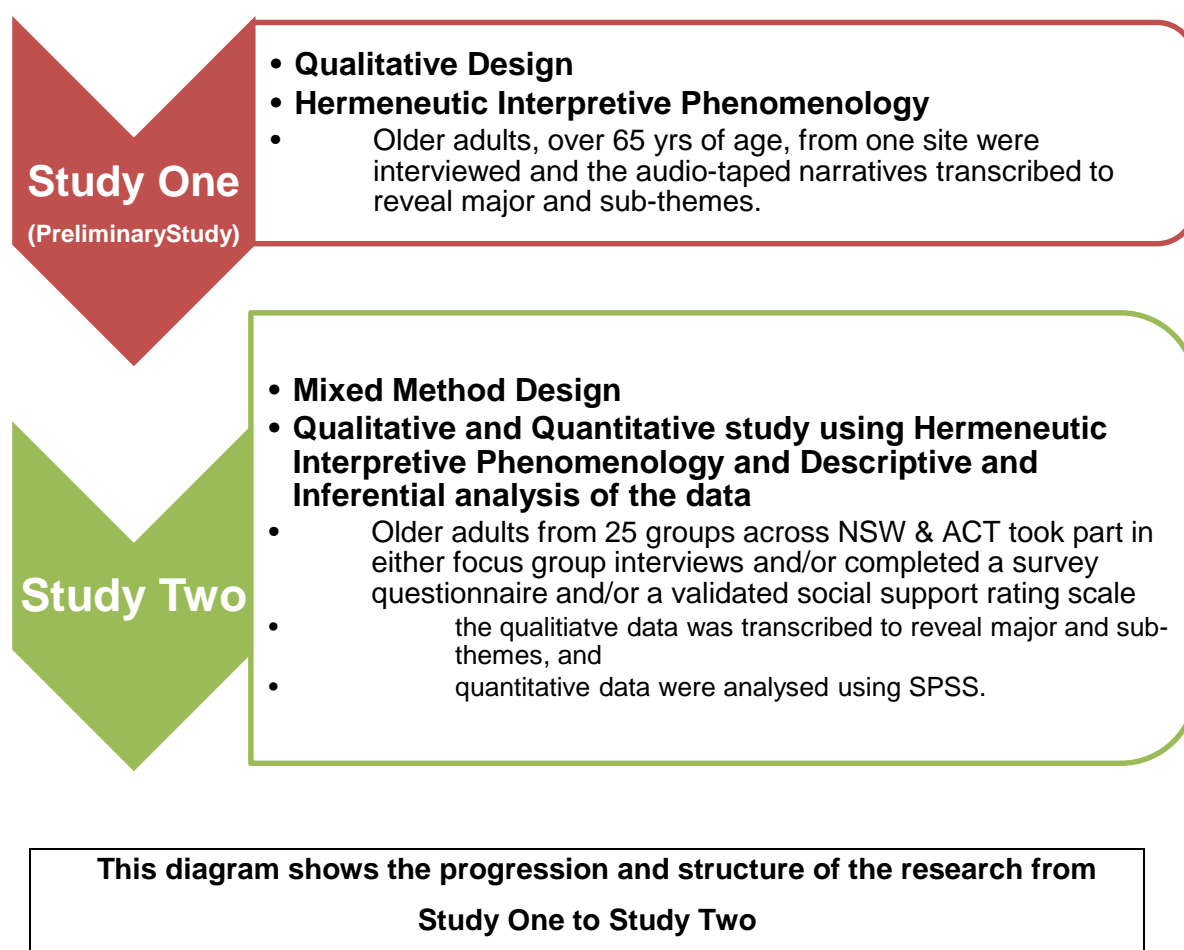 • Qualitative Design
• Hermeneutic Interpretive Phenomenology
• Older adults, over 65 yrs of age, from one site were
interviewed and the audio-taped narratives transcribed to
reveal major and sub-themes.
Study One
(PreliminaryStudy)
• Mixed Method Design
• Qualitative and Quantitative study using Hermeneutic
Interpretive Phenomenology and Descriptive and
Inferential analysis of the data
• Older adults from 25 groups across NSW & ACT took part in
either focus group interviews and/or completed a survey
questionnaire and/or a validated social support rating scale
• the qualitiatve data was transcribed to reveal major and sub-
themes, and
• quantitative data were analysed using SPSS.
Study Two
This diagram shows the progression and structure of the research from
Study One to Study Two